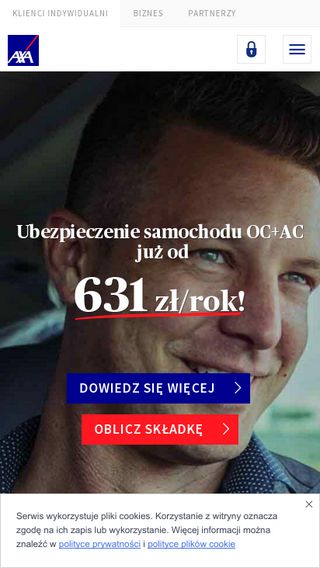 KLIENCI INDYWIDUALNI BIZNES PARTNERZY
AXA
Ubezpieczenie samochodu OC+AC
już od
631 zł/rok!
DOWIEDZ SIĘ WIĘCEJ
OBLICZ SKŁADKĘ
Serwis wykorzystuje pliki cookies. Korzystanie z witryny oznacza
zgodę na ich zapis lub wykorzystanie. Więcej informacji można
znaleźć w polityce prywatności i polityce plików cookie